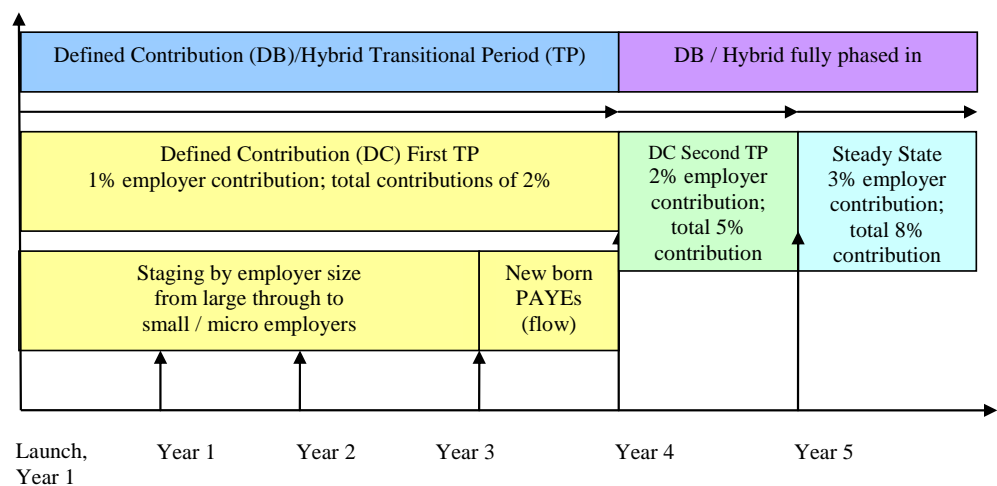 Defined Contribution (DB)/Hybrid Transitional Period (TP)
DB / Hybrid fully phased in
Defined Contribution (DC) First TP
1% employer contribution; total contributions of 2%
DC Second TP
2% employer
contribution;
total 5%
contribution
Steady State
3% employer
contribution;
total 8%
contribution
Staging by employer size
from large through to
small / micro employers
New born
PAYEs
(flow)
Launch,
Year 1
Year 1
Year 2
Year 3
Year 4
Year 5